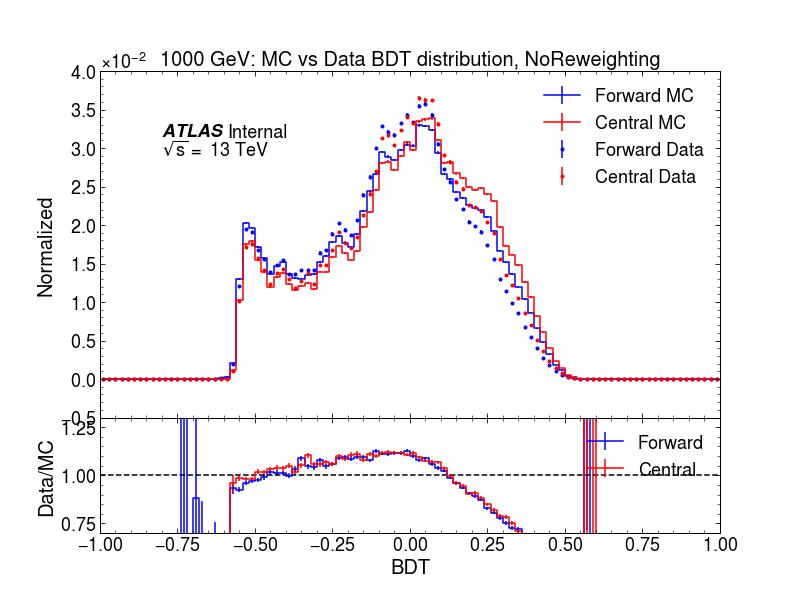 ×10⁻² 1000 GeV: MC vs Data BDT distribution, NoReweighting
4.0
3.5
3.0
2.5
2.0
1.5
1.0
0.5
0.0
−0.5
Normalized
ATLAS Internal
√s = 13 TeV
Forward MC
Central MC
Forward Data
Central Data
1.25
1.00
0.75
Data/MC
Forward
Central
−1.00 −0.75 −0.50 −0.25 0.00 0.25 0.50 0.75 1.00
BDT